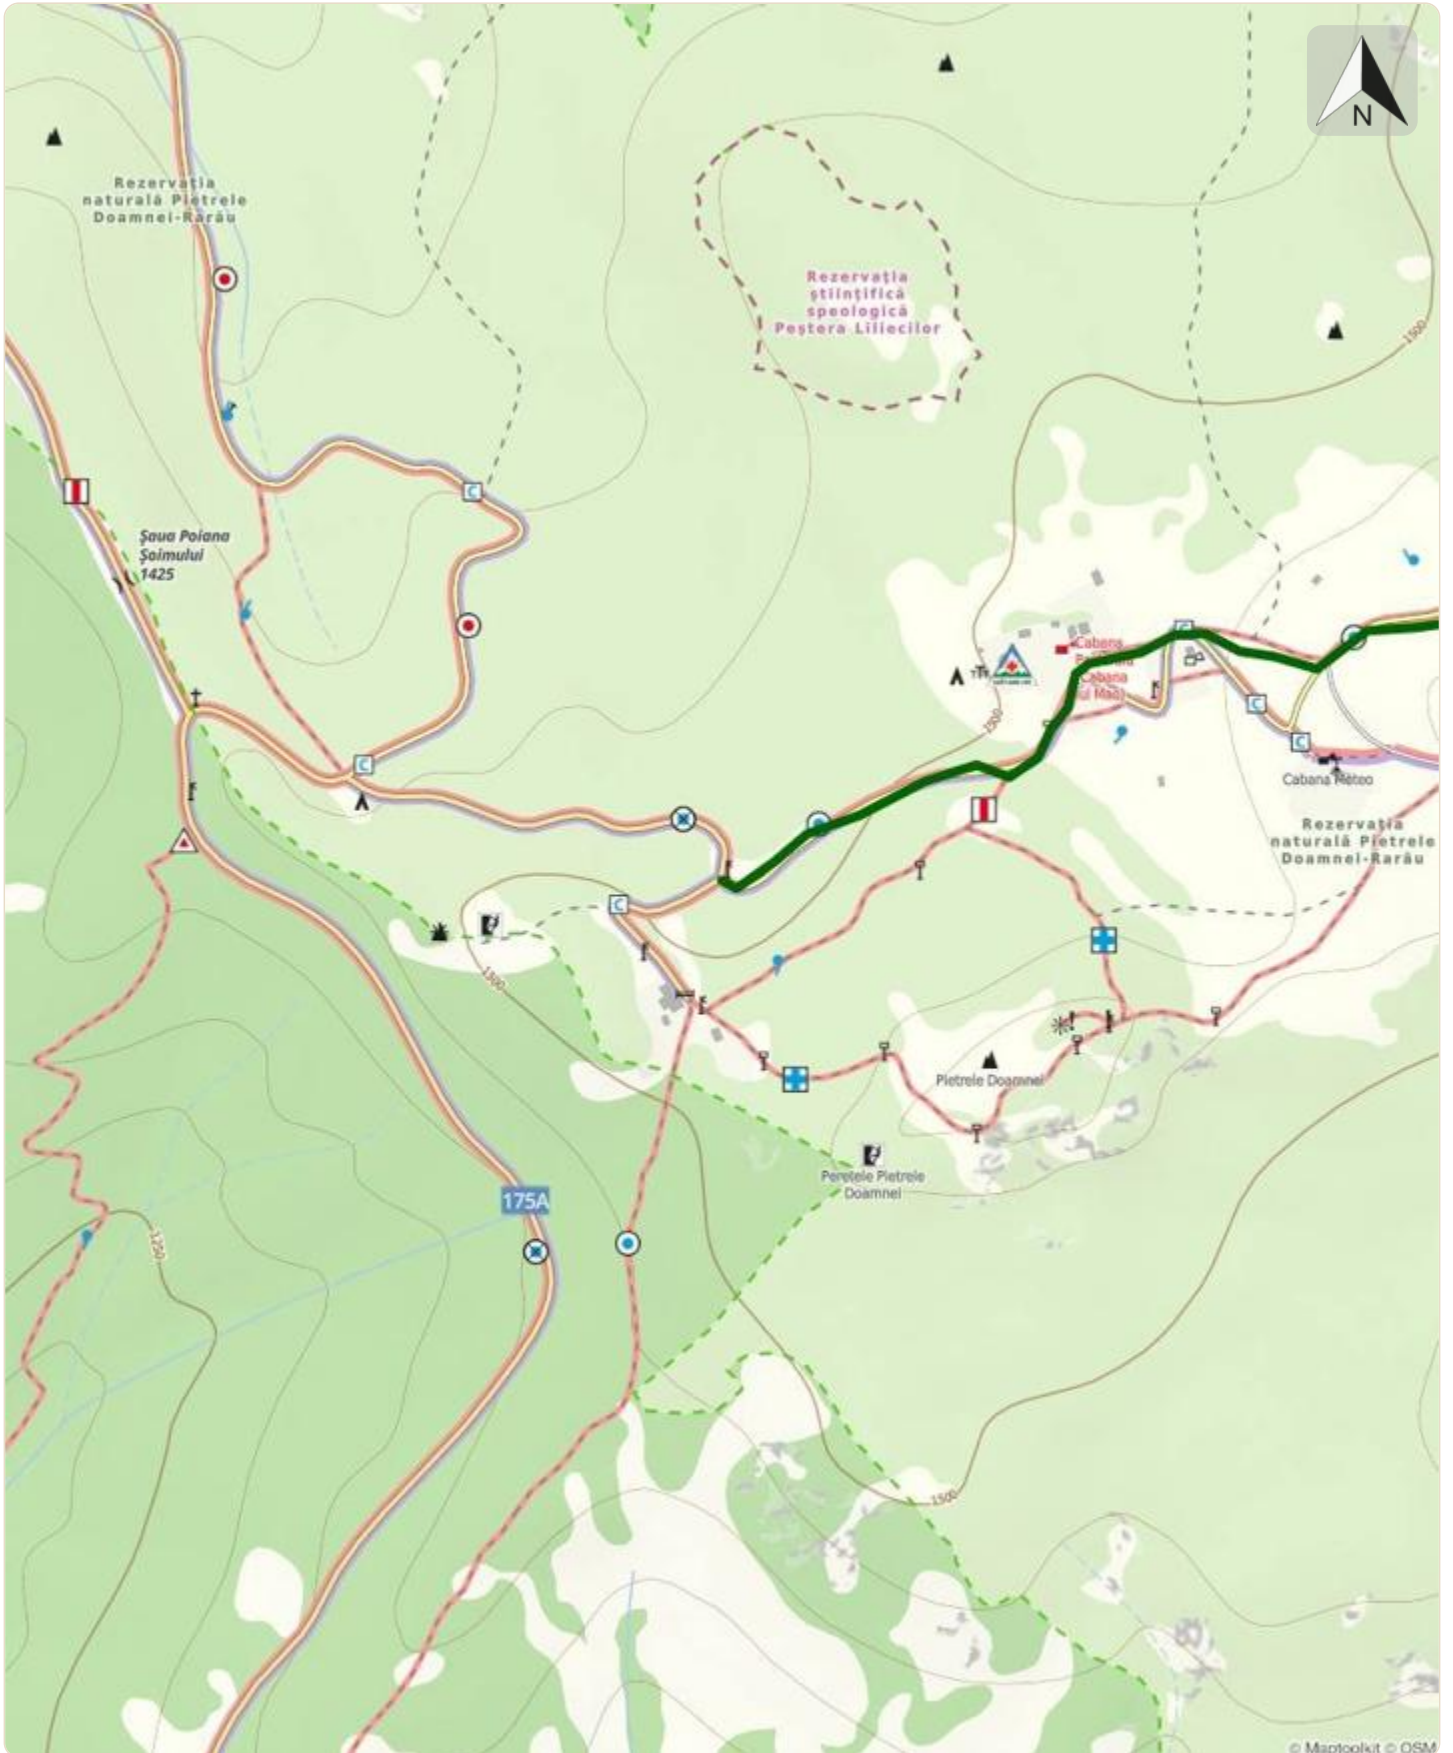 N
Rezervația
naturală Pietrele
Doamnei-Rarău
Rezervația
științifică
speologică
Peștera Liliecilor
1500
Șaua Poiana
Șoimului
1425
C
C
Cabana
Cabana
1500
C
C
C
Cabana Meteo
Rezervația
naturală Pietrele
Doamnei-Rarău
C
1500
Pietrele Doamnei
Peretele Pietrele
Doamnei
175A
1250
1500
© Maptoolkit © OSM